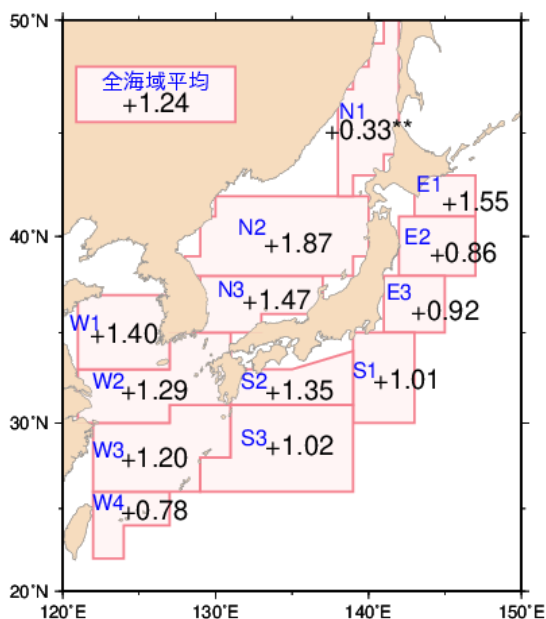 50˚N
全海域平均
+1.24
N1
+0.33**
E1
+1.55
40˚N
N2
+1.87
E2
+0.86
N3
+1.47
E3
+0.92
W1
+1.40
W2
+1.29
S2
+1.35
S1
+1.01
30˚N
W3
+1.20
S3
+1.02
W4
+0.78
20˚N
120˚E
130˚E
140˚E
150˚E